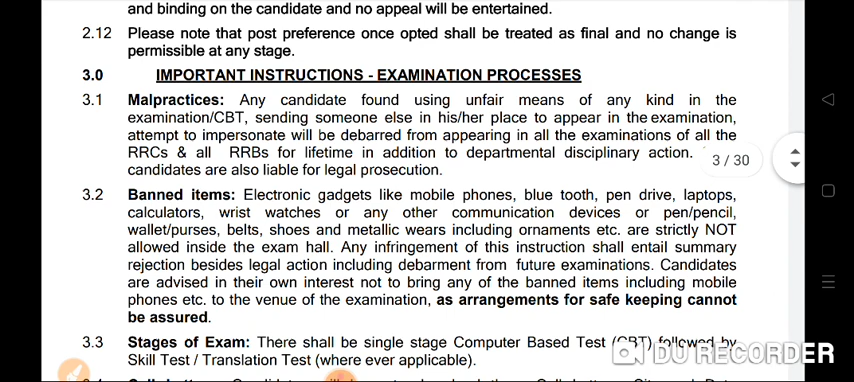 and binding on the candidate and no appeal will be entertained.
2.12 Please note that post preference once opted shall be treated as final and no change is
permissible at any stage.
3.0 IMPORTANT INSTRUCTIONS - EXAMINATION PROCESSES
3.1 Malpractices: Any candidate found using unfair means of any kind in the
examination/CBT, sending someone else in his/her place to appear in the examination,
attempt to impersonate will be debarred from appearing in all the examinations of all the
RRCs & all RRBs for lifetime in addition to departmental disciplinary action.
3 / 30
candidates are also liable for legal prosecution.
3.2 Banned items: Electronic gadgets like mobile phones, blue tooth, pen drive, laptops,
calculators, wrist watches or any other communication devices or pen/pencil,
wallet/purses, belts, shoes and metallic wears including ornaments etc. are strictly NOT
allowed inside the exam hall. Any infringement of this instruction shall entail summary
rejection besides legal action including debarment from future examinations. Candidates
are advised in their own interest not to bring any of the banned items including mobile
phones etc. to the venue of the examination, as arrangements for safe keeping cannot
be assured.
3.3 Stages of Exam: There shall be single stage Computer Based Test (CBT) followed by
Skill Test / Translation Test (where ever applicable).
DU RECORDER